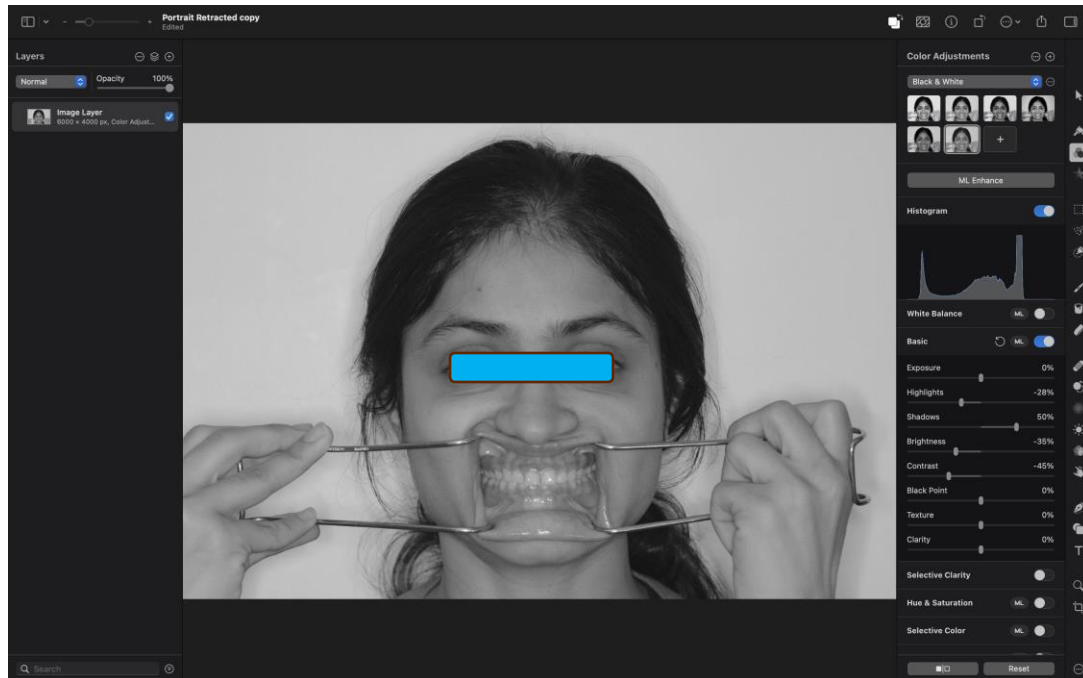 Portrait Retracted copy
Edited
Layers
Normal
Opacity
100%
Image Layer
6000 × 4000 px, Color Adjust...
Search
Color Adjustments
Black & White
ML Enhance
Histogram
White Balance
ML
Basic
ML
Exposure
0%
Highlights
-28%
Shadows
50%
Brightness
-35%
Contrast
-45%
Black Point
0%
Texture
0%
Clarity
0%
Selective Clarity
Hue & Saturation
ML
Selective Color
ML
Reset